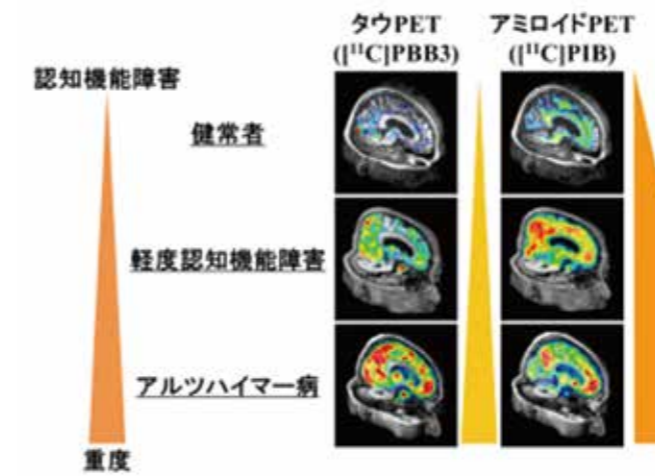 タウPET
([¹¹C]PBB3)
アミロイドPET
([¹¹C]PIB)
認知機能障害
健常者
軽度認知機能障害
アルツハイマー病
重度